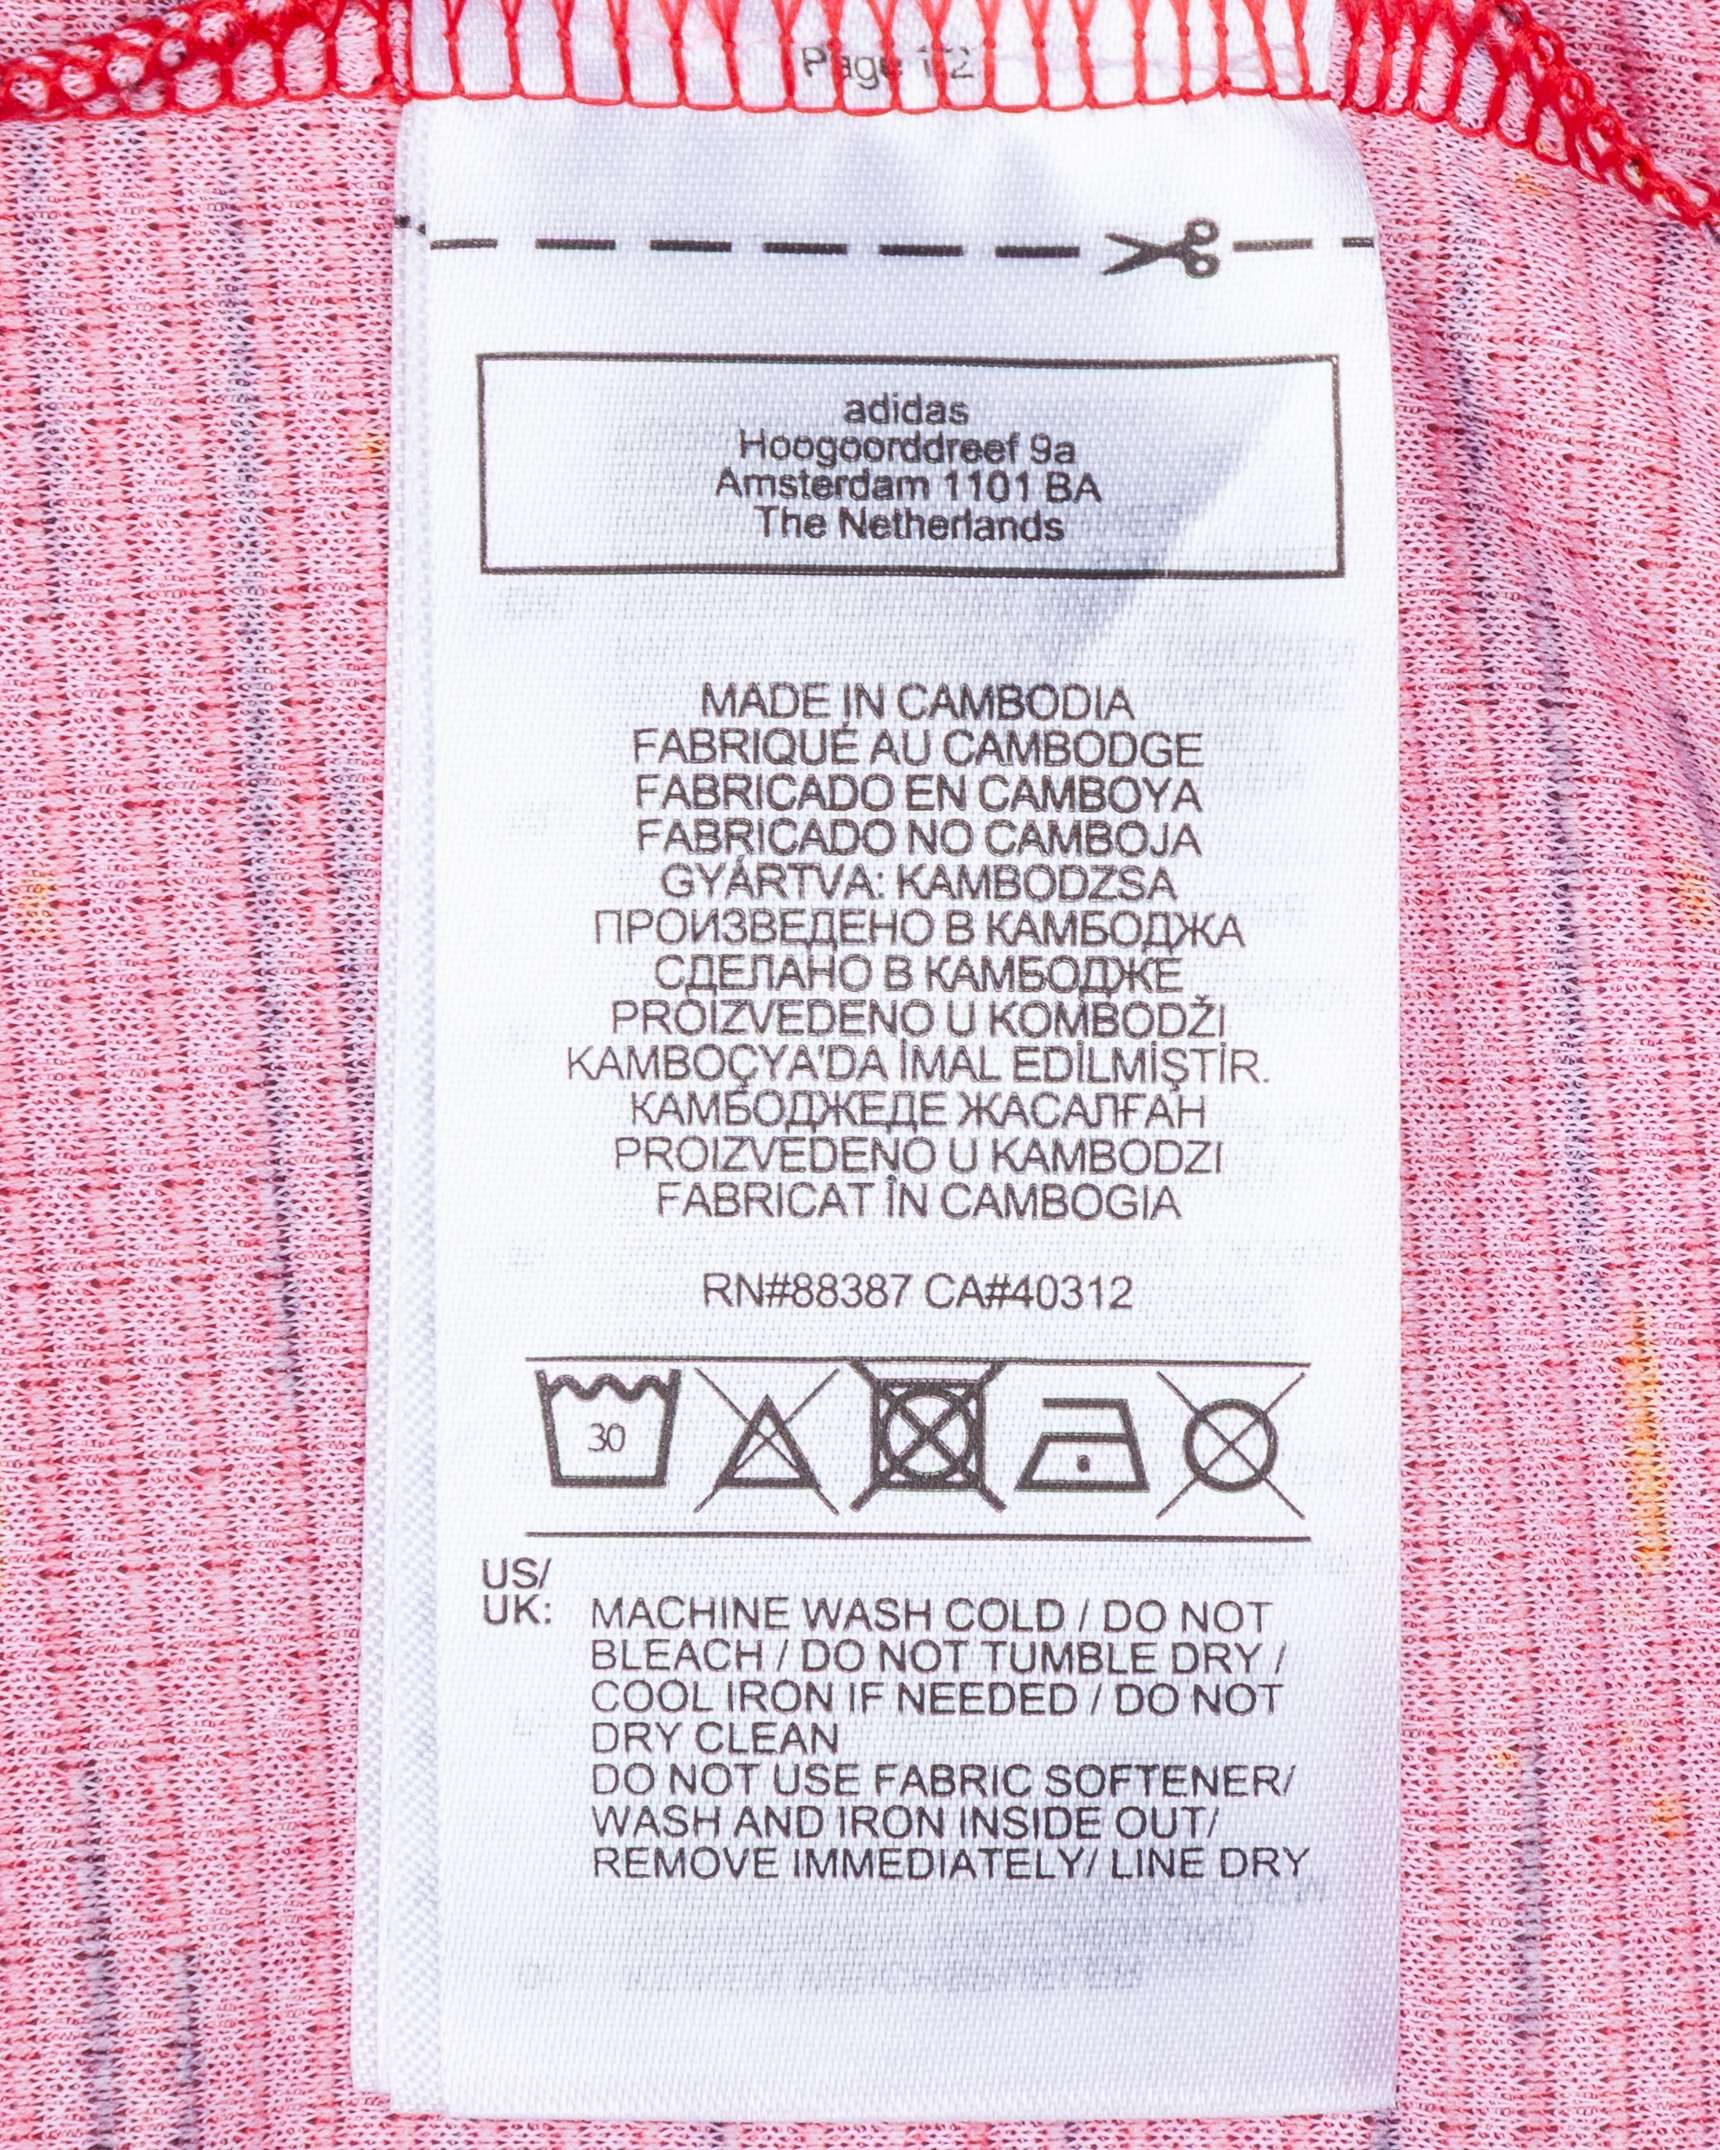 Page 12
adidas
Hoogoorddreef 9a
Amsterdam 1101 BA
The Netherlands
MADE IN CAMBODIA
FABRIQUÉ AU CAMBODGE
FABRICADO EN CAMBOYA
FABRICADO NO CAMBOJA
GYÁRTVA: KAMBODZSA
ПРОИЗВЕДЕНО В КАМБОДЖА
СДЕЛАНО В КАМБОДЖЕ
PROIZVEDENO U KOMBODŽI
KAMBOÇYA'DA İMAL EDİLMİŞTİR.
КАМБОДЖЕДЕ ЖАСАЛҒАН
PROIZVEDENO U KAMBODZI
FABRICAT ÎN CAMBOGIA
RN#88387 CA#40312
30
US/
UK: MACHINE WASH COLD / DO NOT
BLEACH / DO NOT TUMBLE DRY /
COOL IRON IF NEEDED / DO NOT
DRY CLEAN
DO NOT USE FABRIC SOFTENER/
WASH AND IRON INSIDE OUT/
REMOVE IMMEDIATELY/ LINE DRY